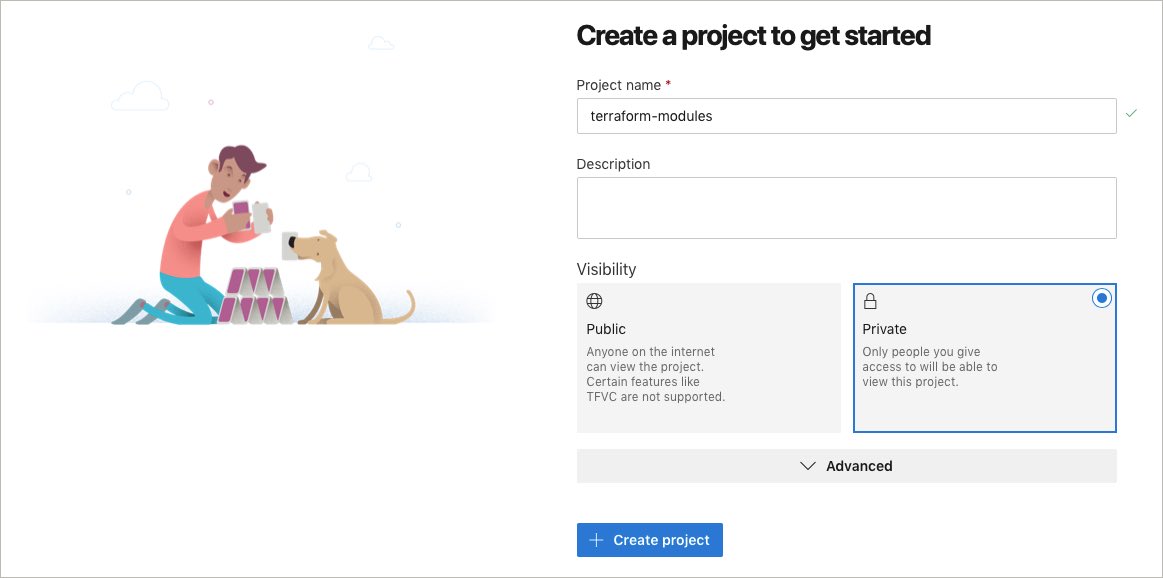 Create a project to get started
Project name *
terraform-modules
Description
Visibility
Public
Anyone on the internet
can view the project.
Certain features like
TFVC are not supported.
Private
Only people you give
access to will be able to
view this project.
Advanced
Create project